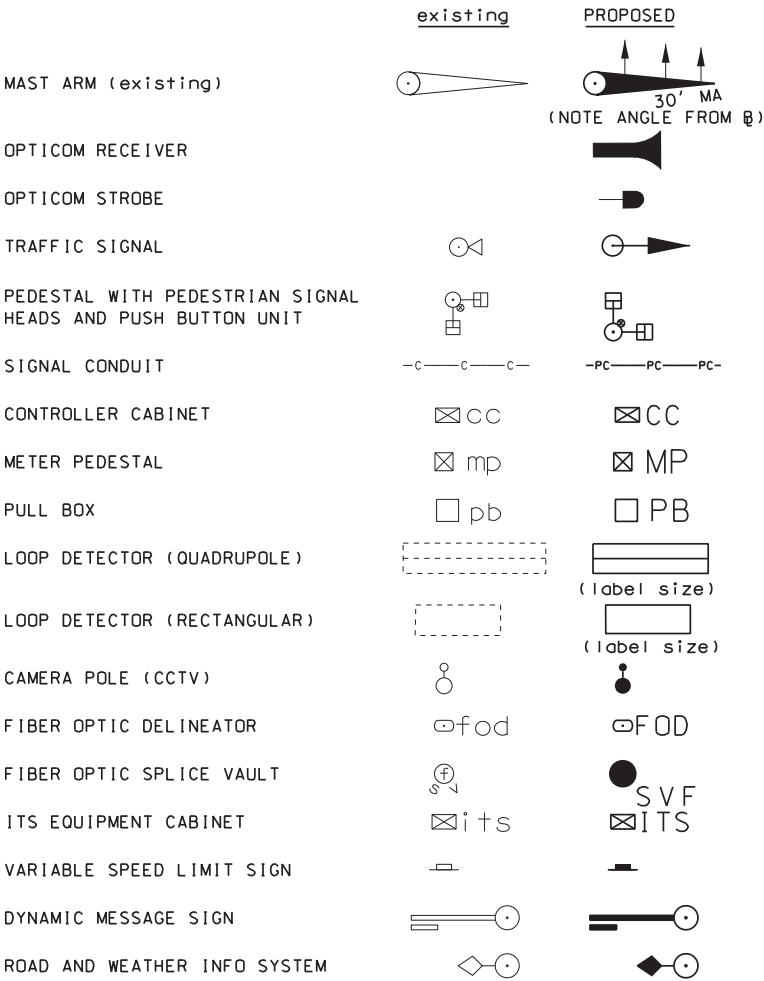 existing PROPOSED
MAST ARM (existing) 30' MA
(NOTE ANGLE FROM ℄)
OPTICOM RECEIVER
OPTICOM STROBE
TRAFFIC SIGNAL
PEDESTAL WITH PEDESTRIAN SIGNAL
HEADS AND PUSH BUTTON UNIT
SIGNAL CONDUIT C C C PC PC PC
CONTROLLER CABINET cc CC
METER PEDESTAL mp MP
PULL BOX pb PB
LOOP DETECTOR (QUADRUPOLE)
(label size)
LOOP DETECTOR (RECTANGULAR)
(label size)
CAMERA POLE (CCTV)
FIBER OPTIC DELINEATOR fod FOD
FIBER OPTIC SPLICE VAULT f
s v SVF
ITS EQUIPMENT CABINET its ITS
VARIABLE SPEED LIMIT SIGN
DYNAMIC MESSAGE SIGN
ROAD AND WEATHER INFO SYSTEM